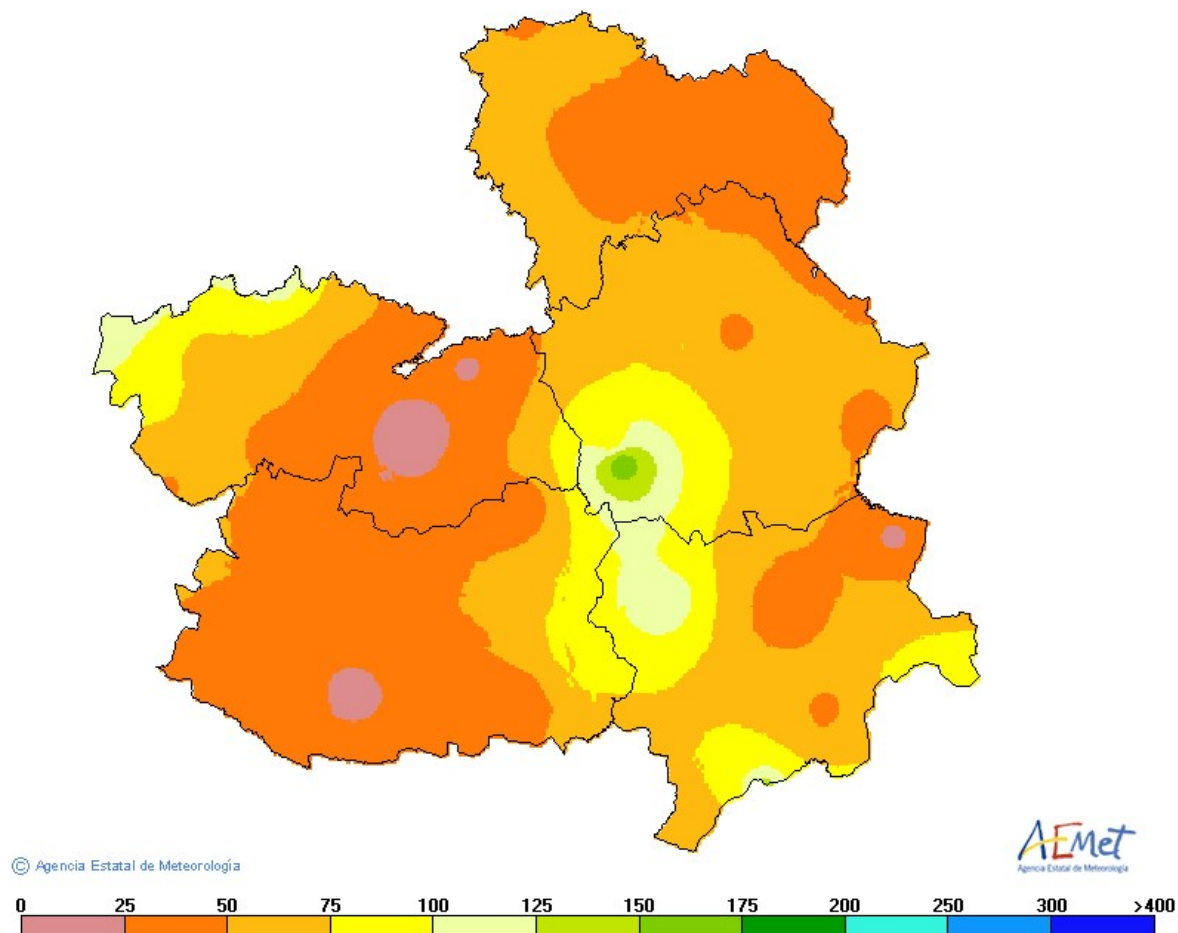 © Agencia Estatal de Meteorología
AEMet
Agencia Estatal de Meteorología
0 25 50 75 100 125 150 175 200 250 300 >400